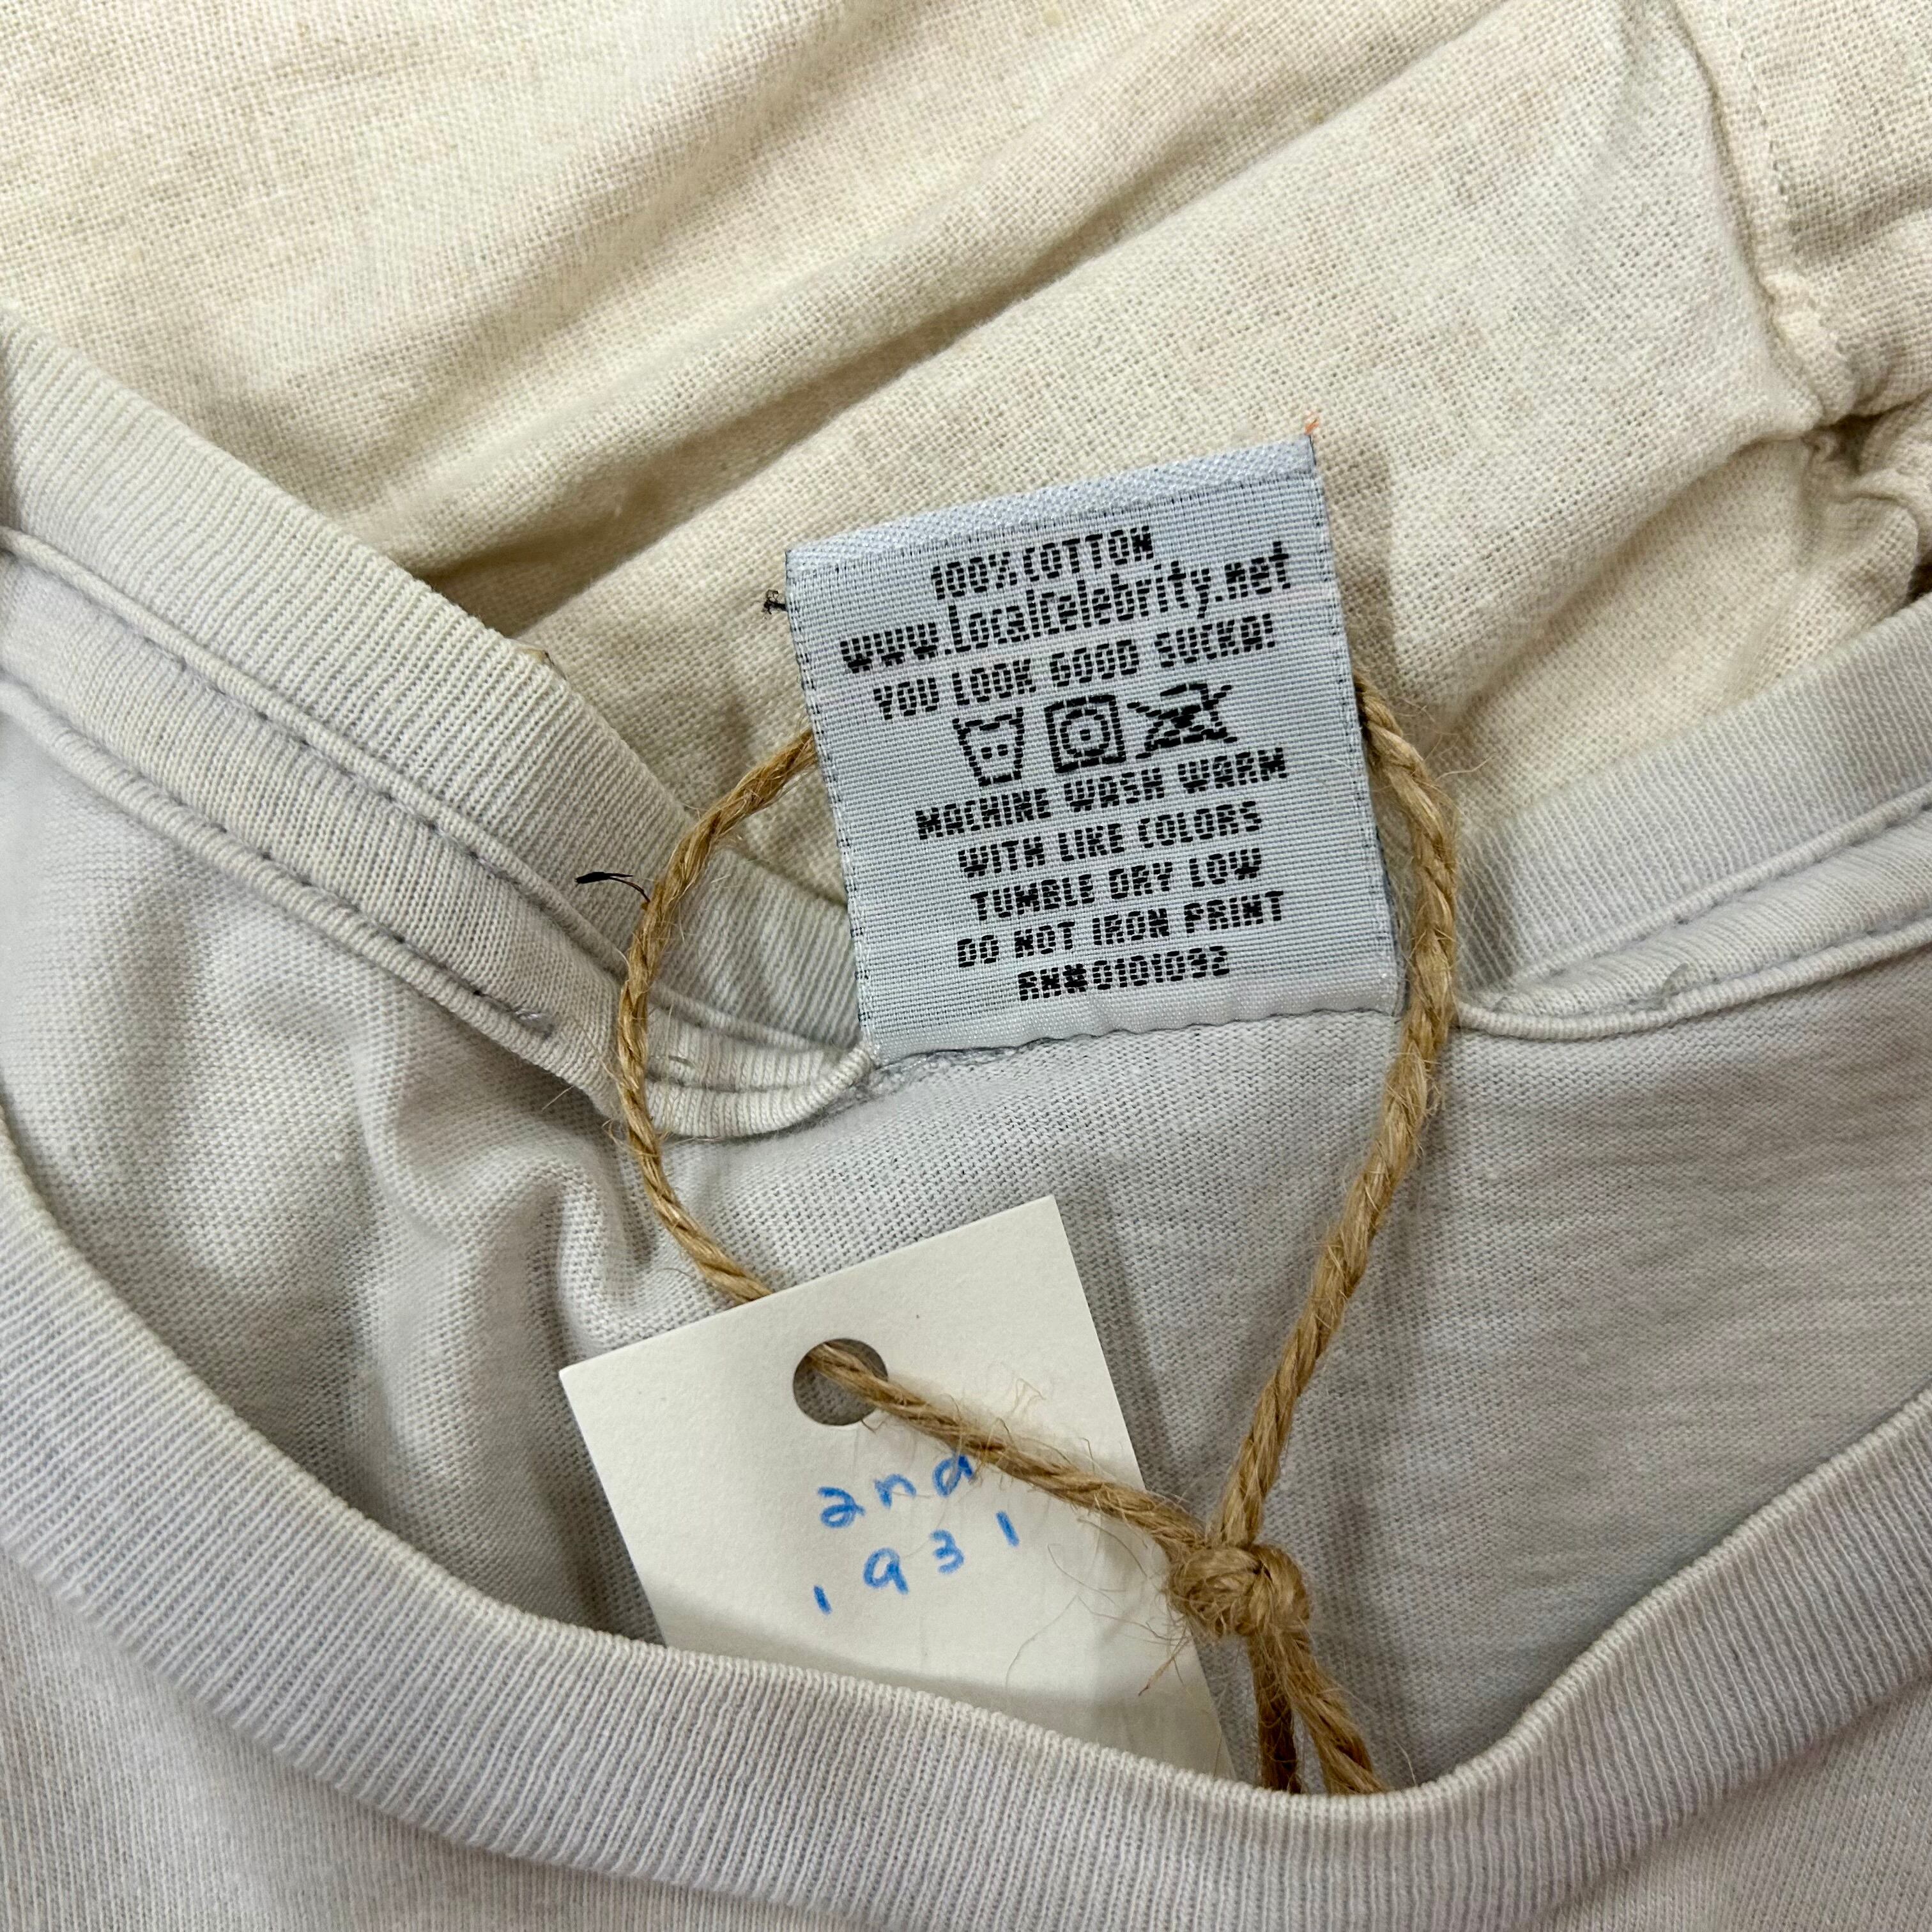 100% COTTON
www.LocalCelebrity.net
YOU LOOK GOOD SUCKA!
MACHINE WASH WARM
WITH LIKE COLORS
TUMBLE DRY LOW
DO NOT IRON PRINT
RN#0101092
2nd
1931